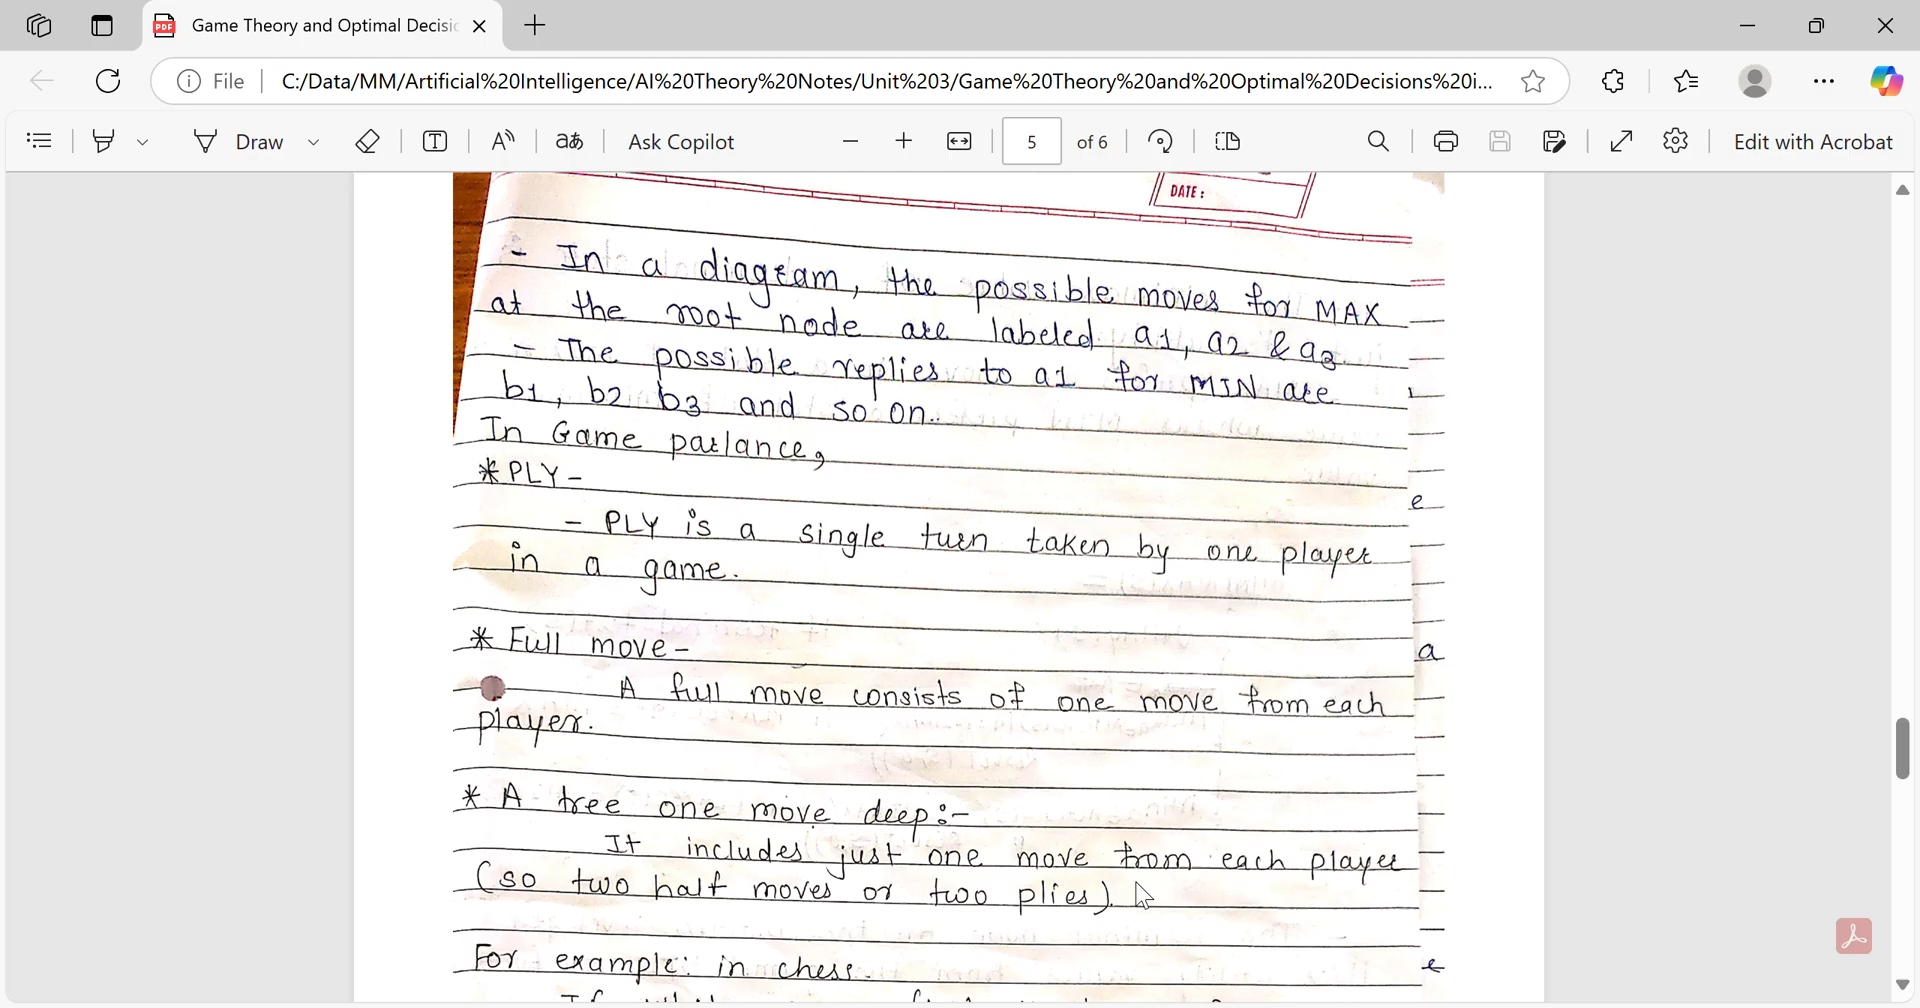 Game Theory and Optimal Decisio
File
C:/Data/MM/Artificial%20Intelligence/AI%20Theory%20Notes/Unit%203/Game%20Theory%20and%20Optimal%20Decisions%20i...
Draw
Ask Copilot
5
of 6
Edit with Acrobat
DATE :
- In a diagram, the possible moves for MAX
at the root node are labeled a1, a2 & a3.
- The possible replies to a1 for MIN are
b1, b2 b3 and so on.
In Game parlance,
* PLY -
- PLY is a single turn taken by one player
in a game.
* Full move -
A full move consists of one move from each
player.
* A tree one move deep :-
It includes just one move from each player
(so two half moves or two plies).
For example: in chess.